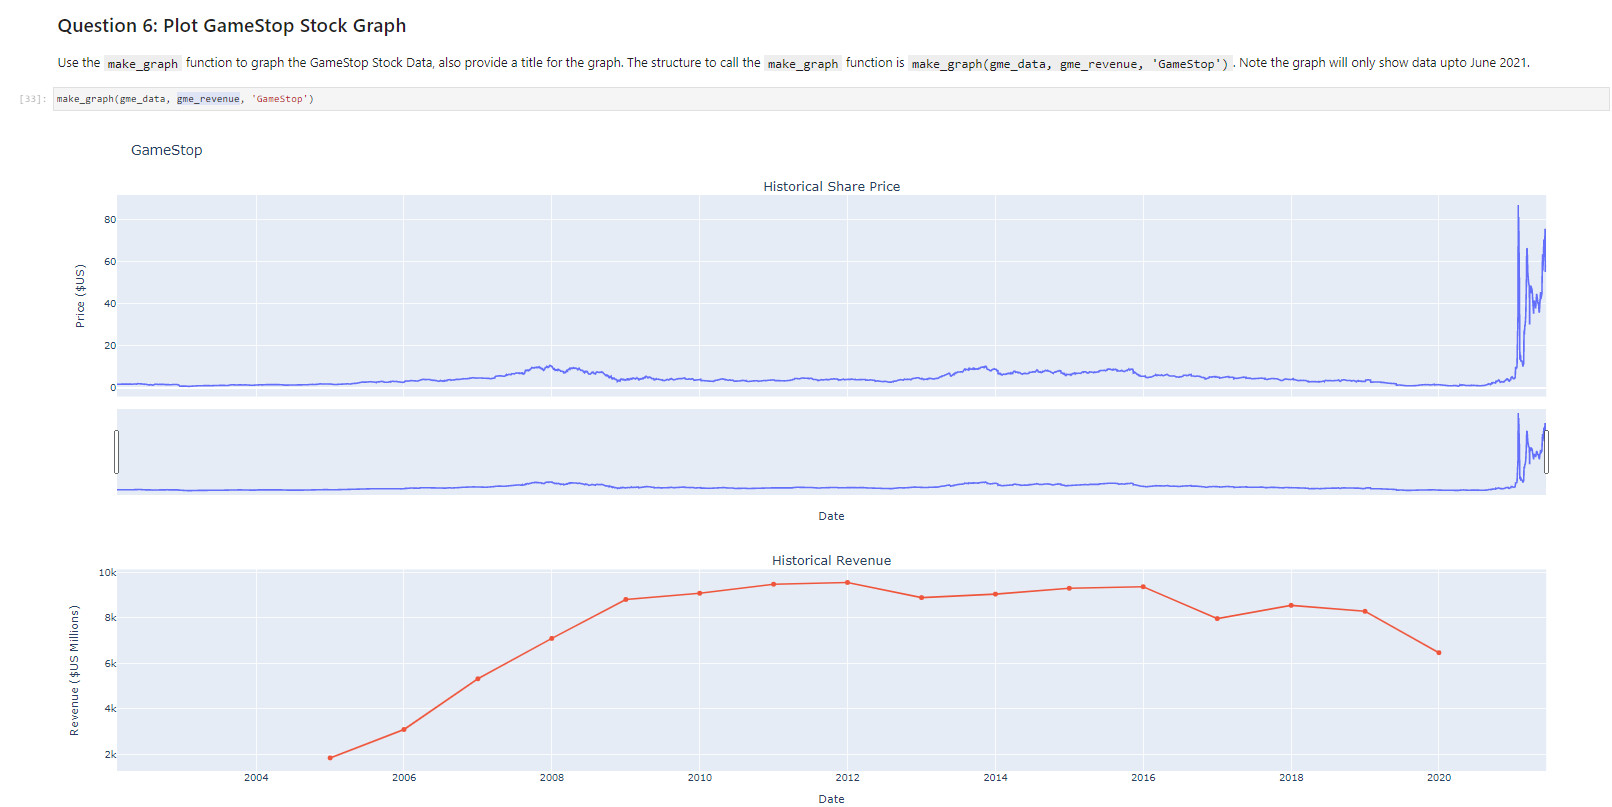 Question 6: Plot GameStop Stock Graph
Use the make_graph function to graph the GameStop Stock Data, also provide a title for the graph. The structure to call the make_graph function is make_graph(gme_data, gme_revenue, 'GameStop') . Note the graph will only show data upto June 2021.
[33]: make_graph(gme_data, gme_revenue, 'GameStop')
GameStop
Historical Share Price
Price ($US)
80
60
40
20
0
Date
Historical Revenue
Revenue ($US Millions)
10k
8k
6k
4k
2k
2004 2006 2008 2010 2012 2014 2016 2018 2020
Date